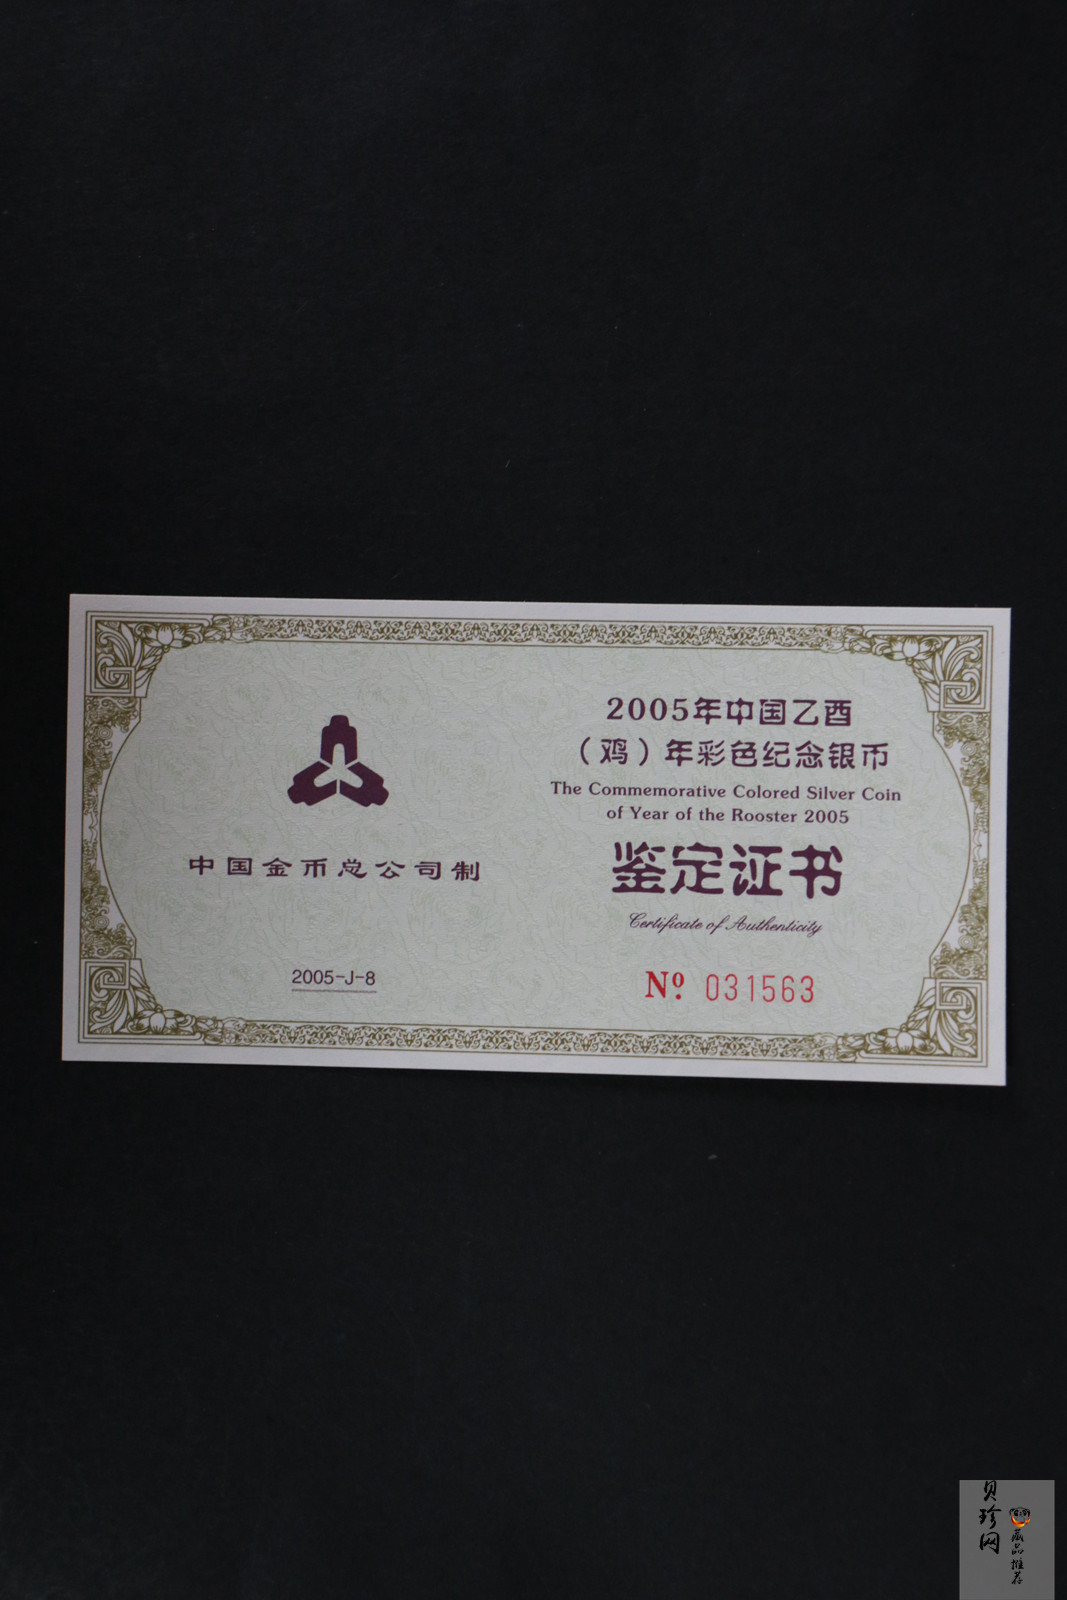 中国金币总公司制
2005-J-8
2005年中国乙酉
（鸡）年彩色纪念银币
The Commemorative Colored Silver Coin
of Year of the Rooster 2005
鉴定证书
Certificate of Authenticity
Nº 031563
贝珍网
藏品推荐